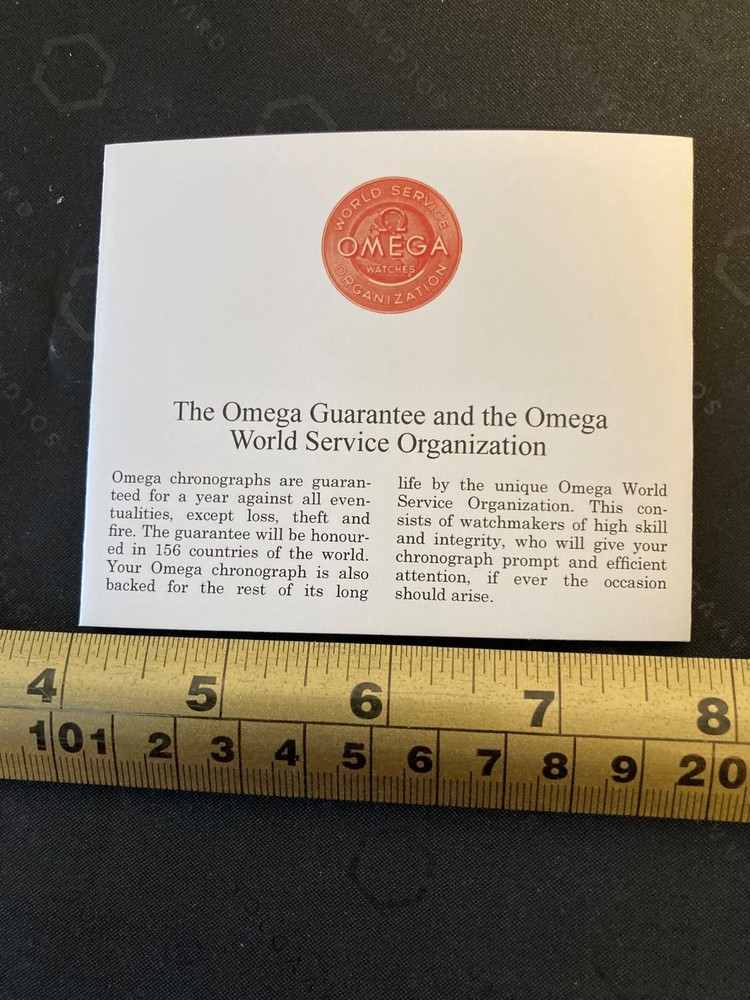 WORLD SERVICE
Ω
OMEGA
WATCHES
ORGANIZATION
The Omega Guarantee and the Omega
World Service Organization
Omega chronographs are guaran-
teed for a year against all even-
tualities, except loss, theft and
fire. The guarantee will be honour-
ed in 156 countries of the world.
Your Omega chronograph is also
backed for the rest of its long
life by the unique Omega World
Service Organization. This con-
sists of watchmakers of high skill
and integrity, who will give your
chronograph prompt and efficient
attention, if ever the occasion
should arise.
4 5 6 7 8
10 1 2 3 4 5 6 7 8 9 20
SOLGAARD